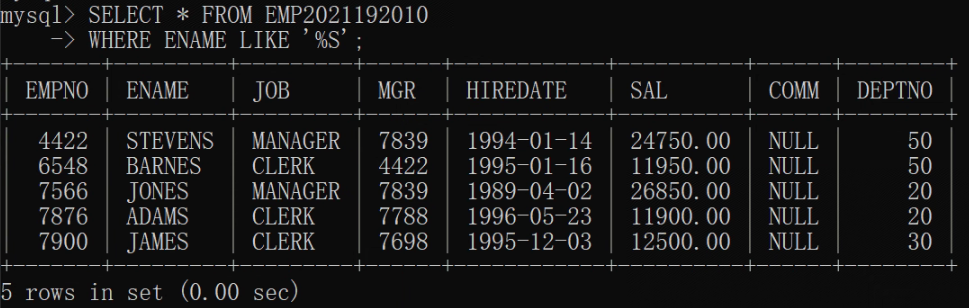 mysql> SELECT * FROM EMP2021192010
    -> WHERE ENAME LIKE '%S';
+-------+---------+---------+------+------------+----------+------+--------+
| EMPNO | ENAME   | JOB     | MGR  | HIREDATE   | SAL      | COMM | DEPTNO |
+-------+---------+---------+------+------------+----------+------+--------+
|  4422 | STEVENS | MANAGER | 7839 | 1994-01-14 | 24750.00 | NULL |     50 |
|  6548 | BARNES  | CLERK   | 4422 | 1995-01-16 | 11950.00 | NULL |     50 |
|  7566 | JONES   | MANAGER | 7839 | 1989-04-02 | 26850.00 | NULL |     20 |
|  7876 | ADAMS   | CLERK   | 7788 | 1996-05-23 | 11900.00 | NULL |     20 |
|  7900 | JAMES   | CLERK   | 7698 | 1995-12-03 | 12500.00 | NULL |     30 |
+-------+---------+---------+------+------------+----------+------+--------+
5 rows in set (0.00 sec)